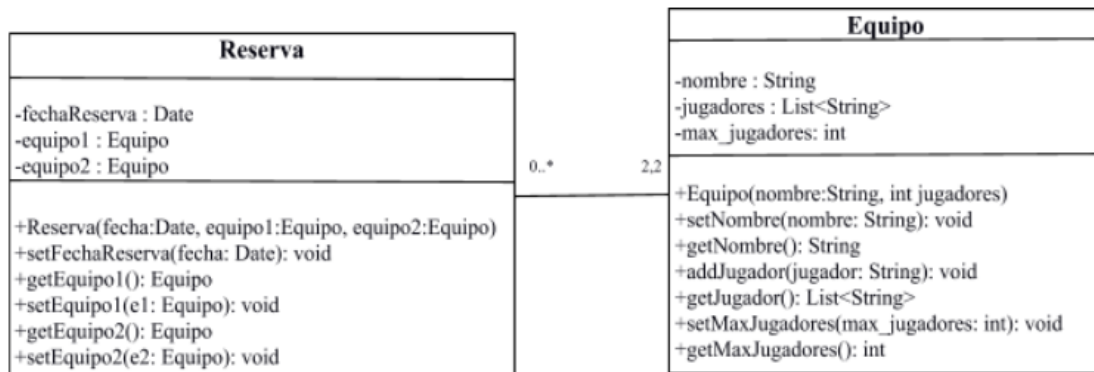 Reserva
-fechaReserva : Date
-equipo1 : Equipo
-equipo2 : Equipo
+Reserva(fecha:Date, equipo1:Equipo, equipo2:Equipo)
+setFechaReserva(fecha: Date): void
+getEquipo1(): Equipo
+setEquipo1(e1: Equipo): void
+getEquipo2(): Equipo
+setEquipo2(e2: Equipo): void
0..*
2,2
Equipo
-nombre : String
-jugadores : List<String>
-max_jugadores: int
+Equipo(nombre:String, int jugadores)
+setNombre(nombre: String): void
+getNombre(): String
+addJugador(jugador: String): void
+getJugador(): List<String>
+setMaxJugadores(max_jugadores: int): void
+getMaxJugadores(): int